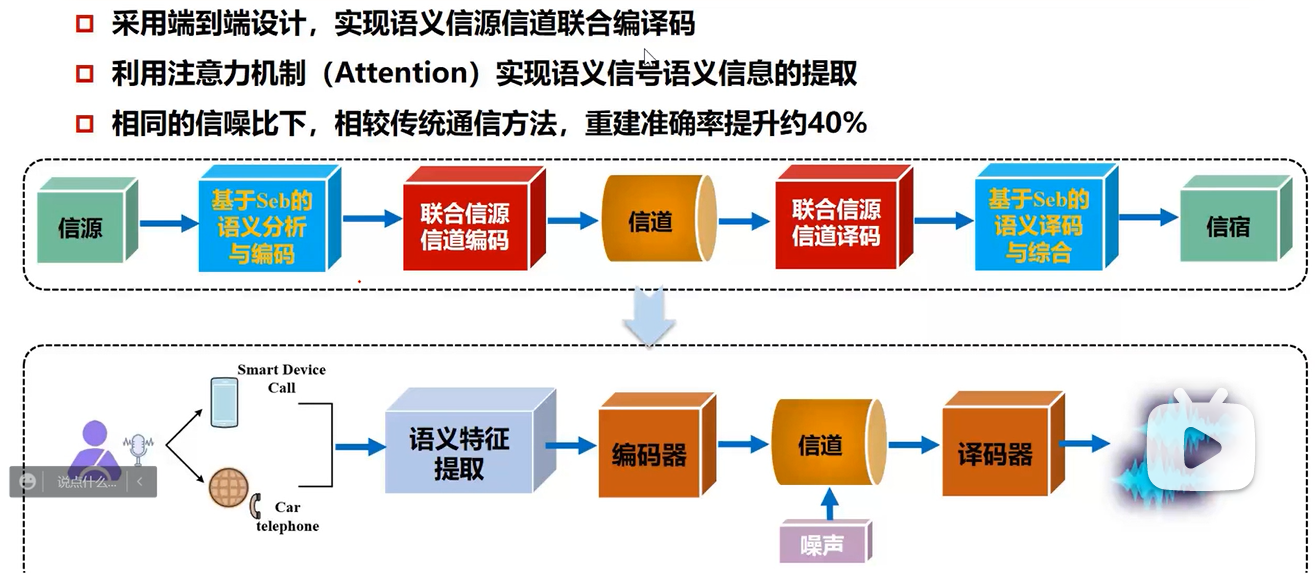 采用端到端设计，实现语义信源信道联合编译码
利用注意力机制（Attention）实现语义信号语义信息的提取
相同的信噪比下，相较传统通信方法，重建准确率提升约40%
信源
基于Seb的
语义分析
与编码
联合信源
信道编码
信道
联合信源
信道译码
基于Seb的
语义译码
与综合
信宿
Smart Device
Call
Car
telephone
语义特征
提取
编码器
信道
译码器
噪声
说点什么...